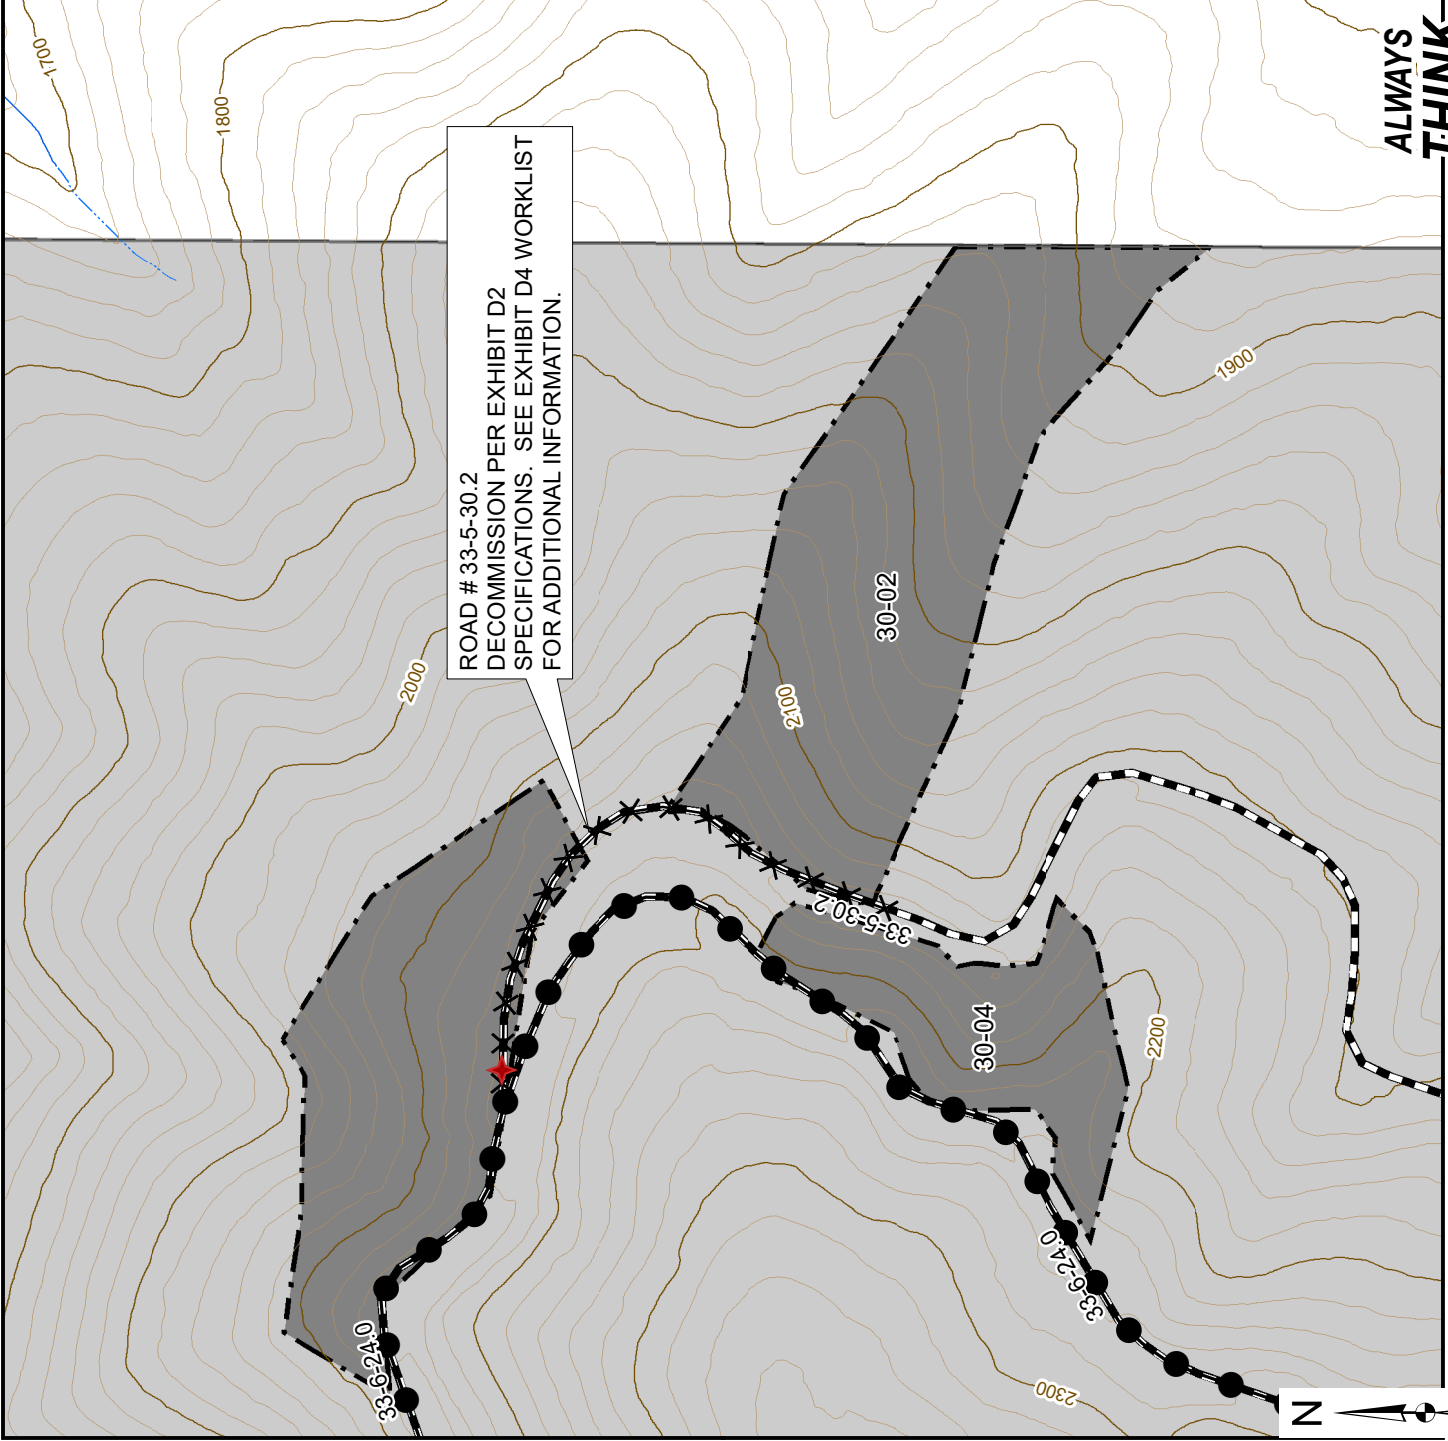 1700
1800
ROAD # 33-5-30.2
DECOMMISSION PER EXHIBIT D2
SPECIFICATIONS. SEE EXHIBIT D4 WORKLIST
FOR ADDITIONAL INFORMATION.
ALWAYS
THINK
2000
1900
30-02
2100
33-5-30.2
30-04
2200
33-6-24.0
33-6-24.0
2300
N